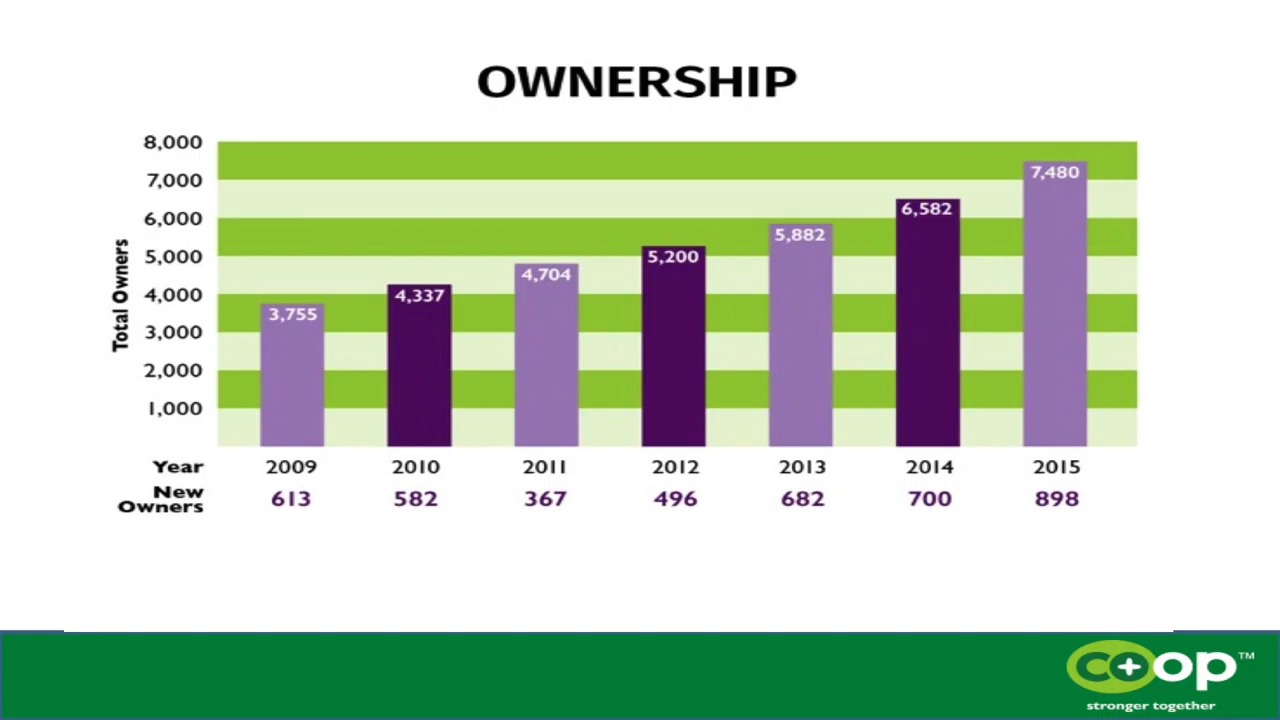 OWNERSHIP
8,000
7,000
6,000
5,000
4,000
3,000
2,000
1,000
Total Owners
3,755
4,337
4,704
5,200
5,882
6,582
7,480
Year 2009 2010 2011 2012 2013 2014 2015
New
Owners 613 582 367 496 682 700 898
co+op™
stronger together